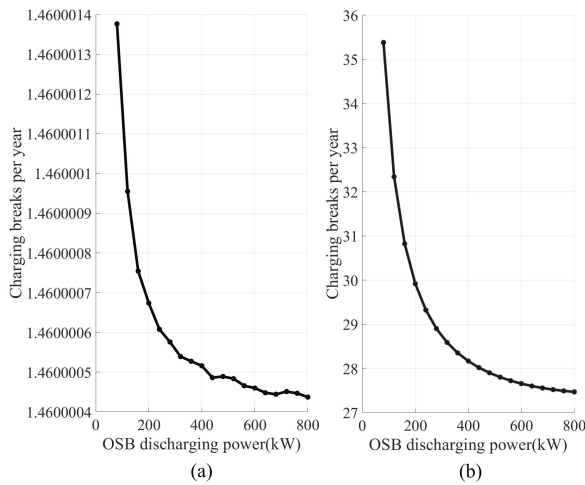 Charging breaks per year
1.4600014
1.4600013
1.4600012
1.4600011
1.460001
1.4600009
1.4600008
1.4600007
1.4600006
1.4600005
1.4600004
0 200 400 600 800
OSB discharging power(kW)
(a)
Charging breaks per year
36
35
34
33
32
31
30
29
28
27
0 200 400 600 800
OSB discharging power(kW)
(b)